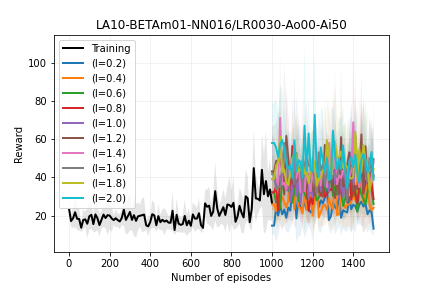 LA10-BETAm01-NN016/LR0030-Ao00-Ai50
Training
(l=0.2)
(l=0.4)
(l=0.6)
(l=0.8)
(l=1.0)
(l=1.2)
(l=1.4)
(l=1.6)
(l=1.8)
(l=2.0)
100
80
60
40
20
Reward
0 200 400 600 800 1000 1200 1400
Number of episodes